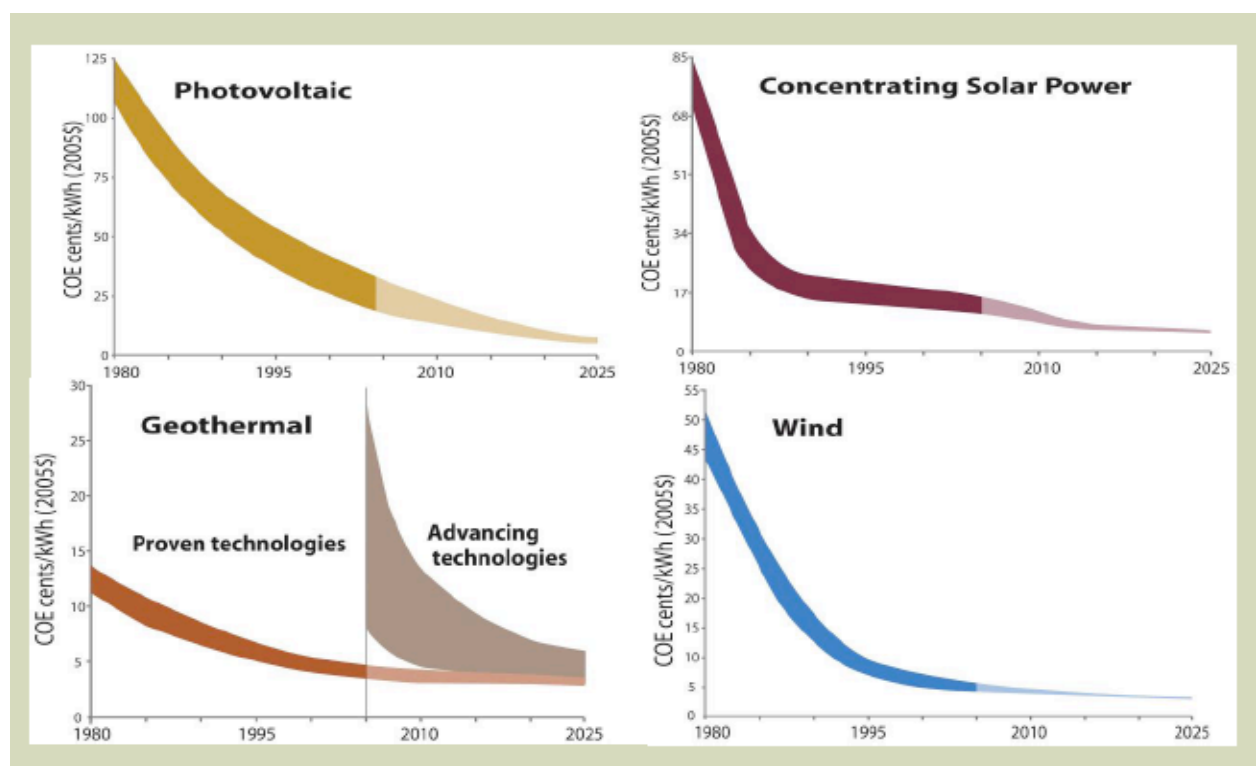 Photovoltaic
COE cents/kWh (2005$)
125
100
75
50
25
0
1980 1995 2010 2025
Concentrating Solar Power
COE cents/kWh (2005$)
85
68
51
34
17
0
1980 1995 2010 2025
Geothermal
COE cents/kWh (2005$)
30
25
20
15
10
5
0
Proven technologies
Advancing
technologies
1980 1995 2010 2025
Wind
COE cents/kWh (2005$)
55
50
45
40
35
30
25
20
15
10
5
0
1980 1995 2010 2025